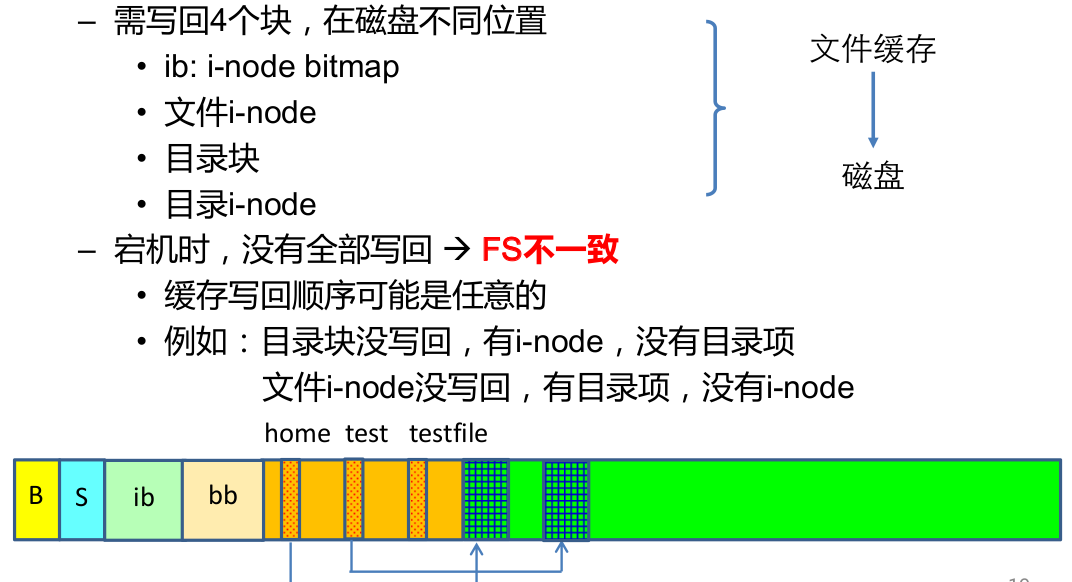 – 需写回4个块，在磁盘不同位置
• ib: i-node bitmap
• 文件i-node
• 目录块
• 目录i-node
文件缓存
磁盘
– 宕机时，没有全部写回 → FS不一致
• 缓存写回顺序可能是任意的
• 例如：目录块没写回，有i-node，没有目录项
文件i-node没写回，有目录项，没有i-node
home test testfile
B S ib bb